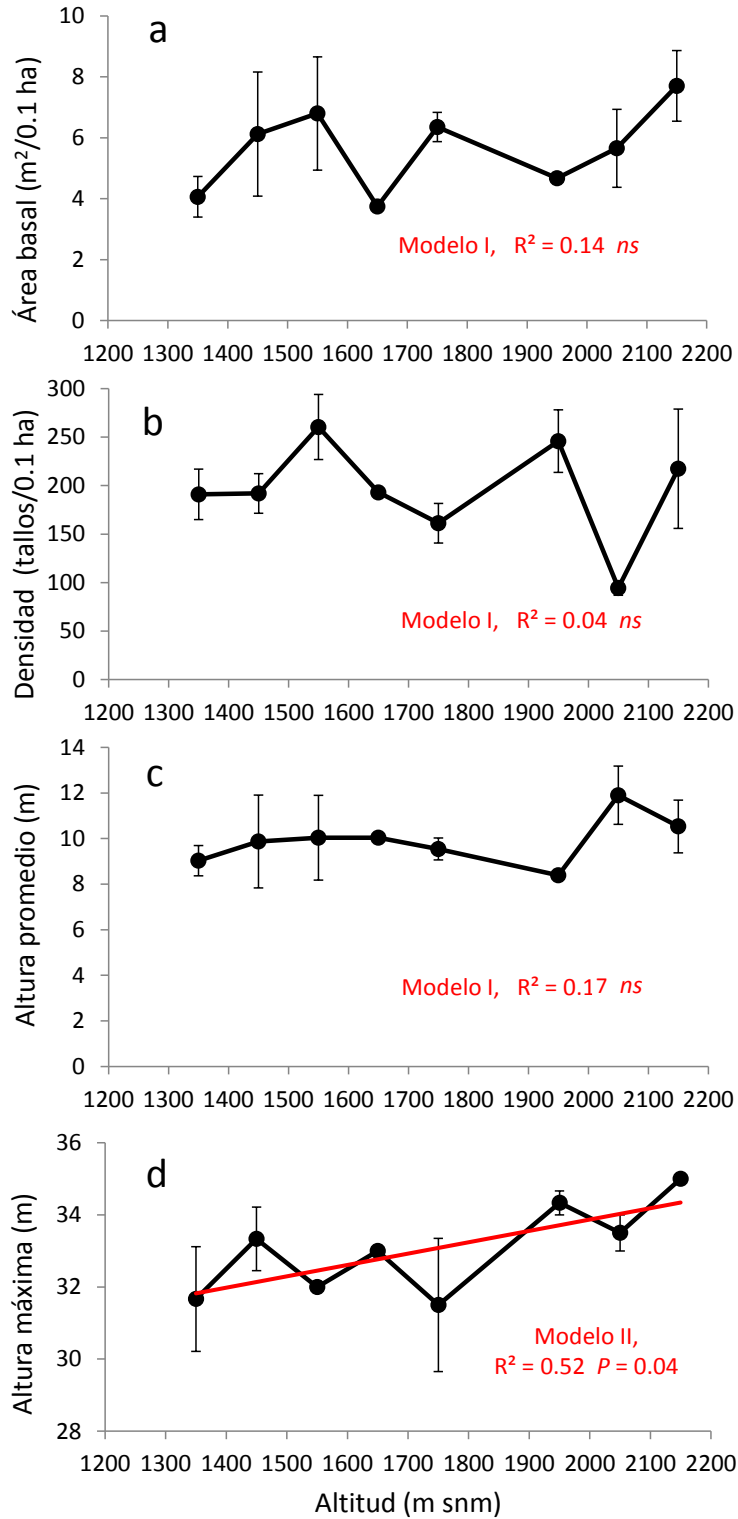 a
10
8
6
4
2
0
Área basal (m²/0.1 ha)
Modelo I, R² = 0.14 ns
1200 1300 1400 1500 1600 1700 1800 1900 2000 2100 2200
b
300
250
200
150
100
50
0
Densidad (tallos/0.1 ha)
Modelo I, R² = 0.04 ns
1200 1300 1400 1500 1600 1700 1800 1900 2000 2100 2200
c
14
12
10
8
6
4
2
0
Altura promedio (m)
Modelo I, R² = 0.17 ns
1200 1300 1400 1500 1600 1700 1800 1900 2000 2100 2200
d
36
34
32
30
28
Altura máxima (m)
Modelo II,
R² = 0.52 P = 0.04
1200 1300 1400 1500 1600 1700 1800 1900 2000 2100 2200
Altitud (m snm)